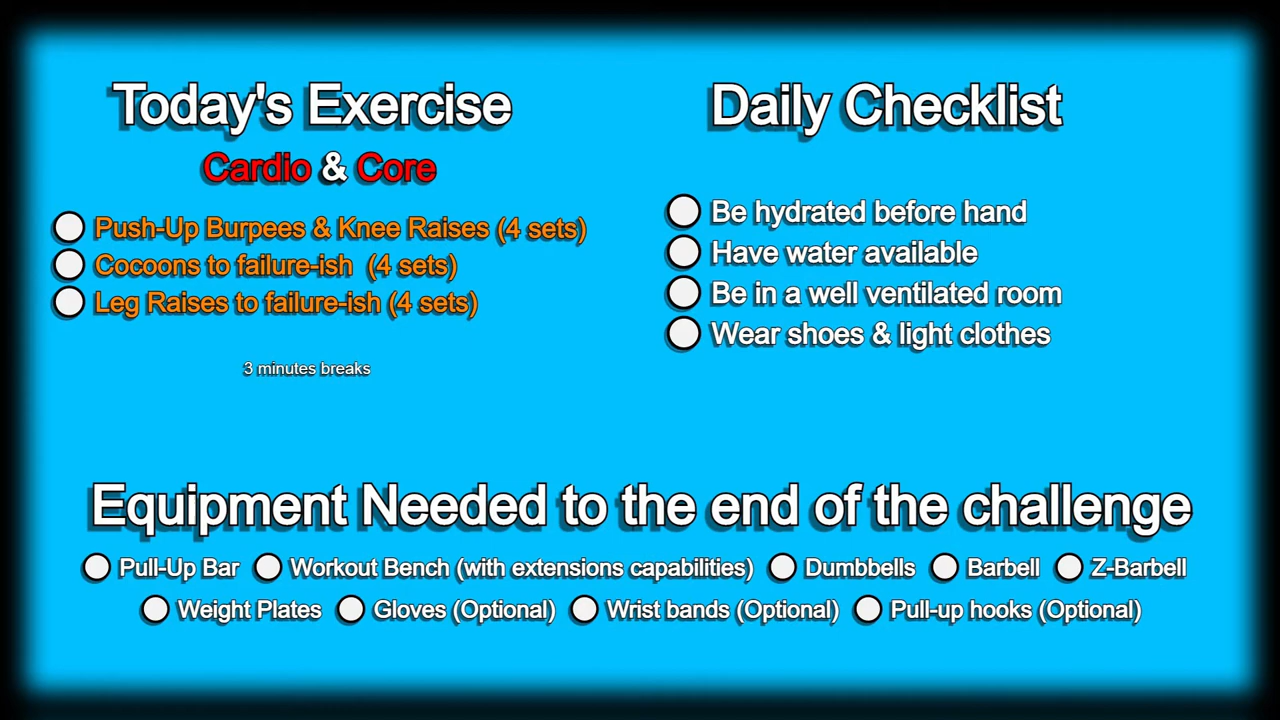 Today's Exercise
Cardio & Core
Push-Up Burpees & Knee Raises (4 sets)
Cocoons to failure-ish (4 sets)
Leg Raises to failure-ish (4 sets)
3 minutes breaks
Daily Checklist
Be hydrated before hand
Have water available
Be in a well ventilated room
Wear shoes & light clothes
Equipment Needed to the end of the challenge
Pull-Up Bar Workout Bench (with extensions capabilities) Dumbbells Barbell Z-Barbell
Weight Plates Gloves (Optional) Wrist bands (Optional) Pull-up hooks (Optional)